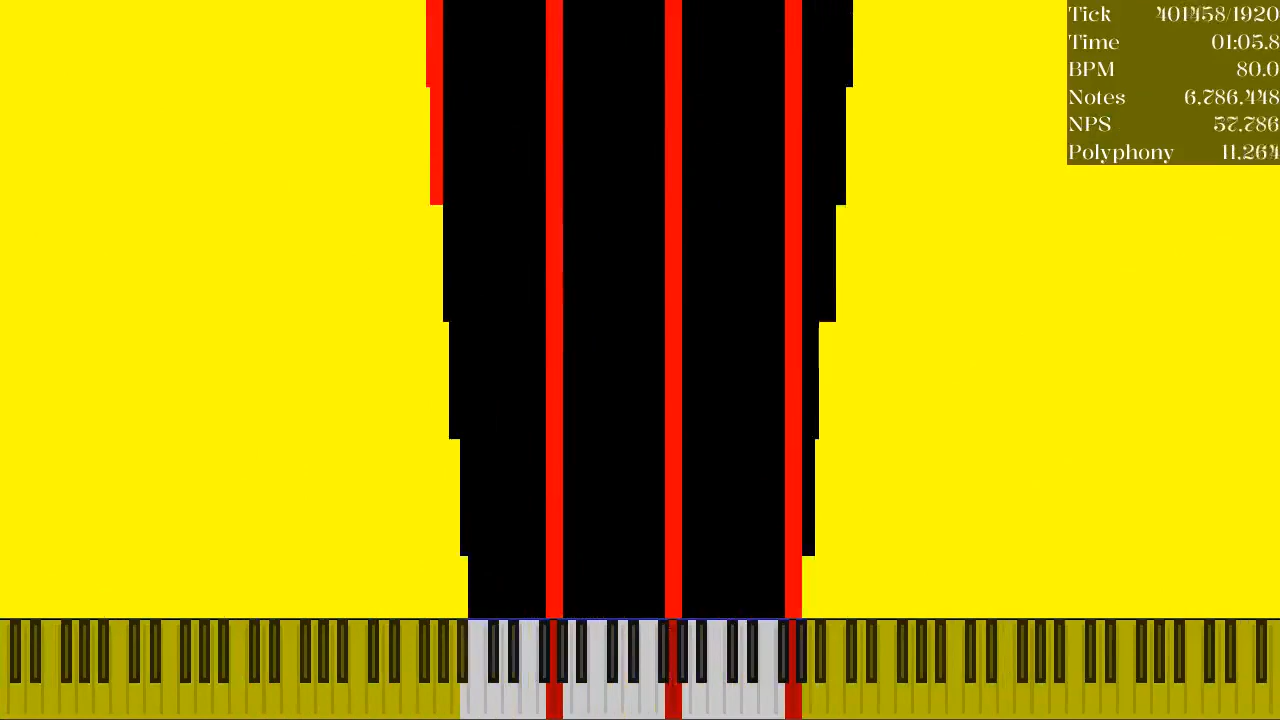 Tick 401458/1920
Time 01:05.8
BPM 80.0
Notes 6.786.448
NPS 57.786
Polyphony 11.264